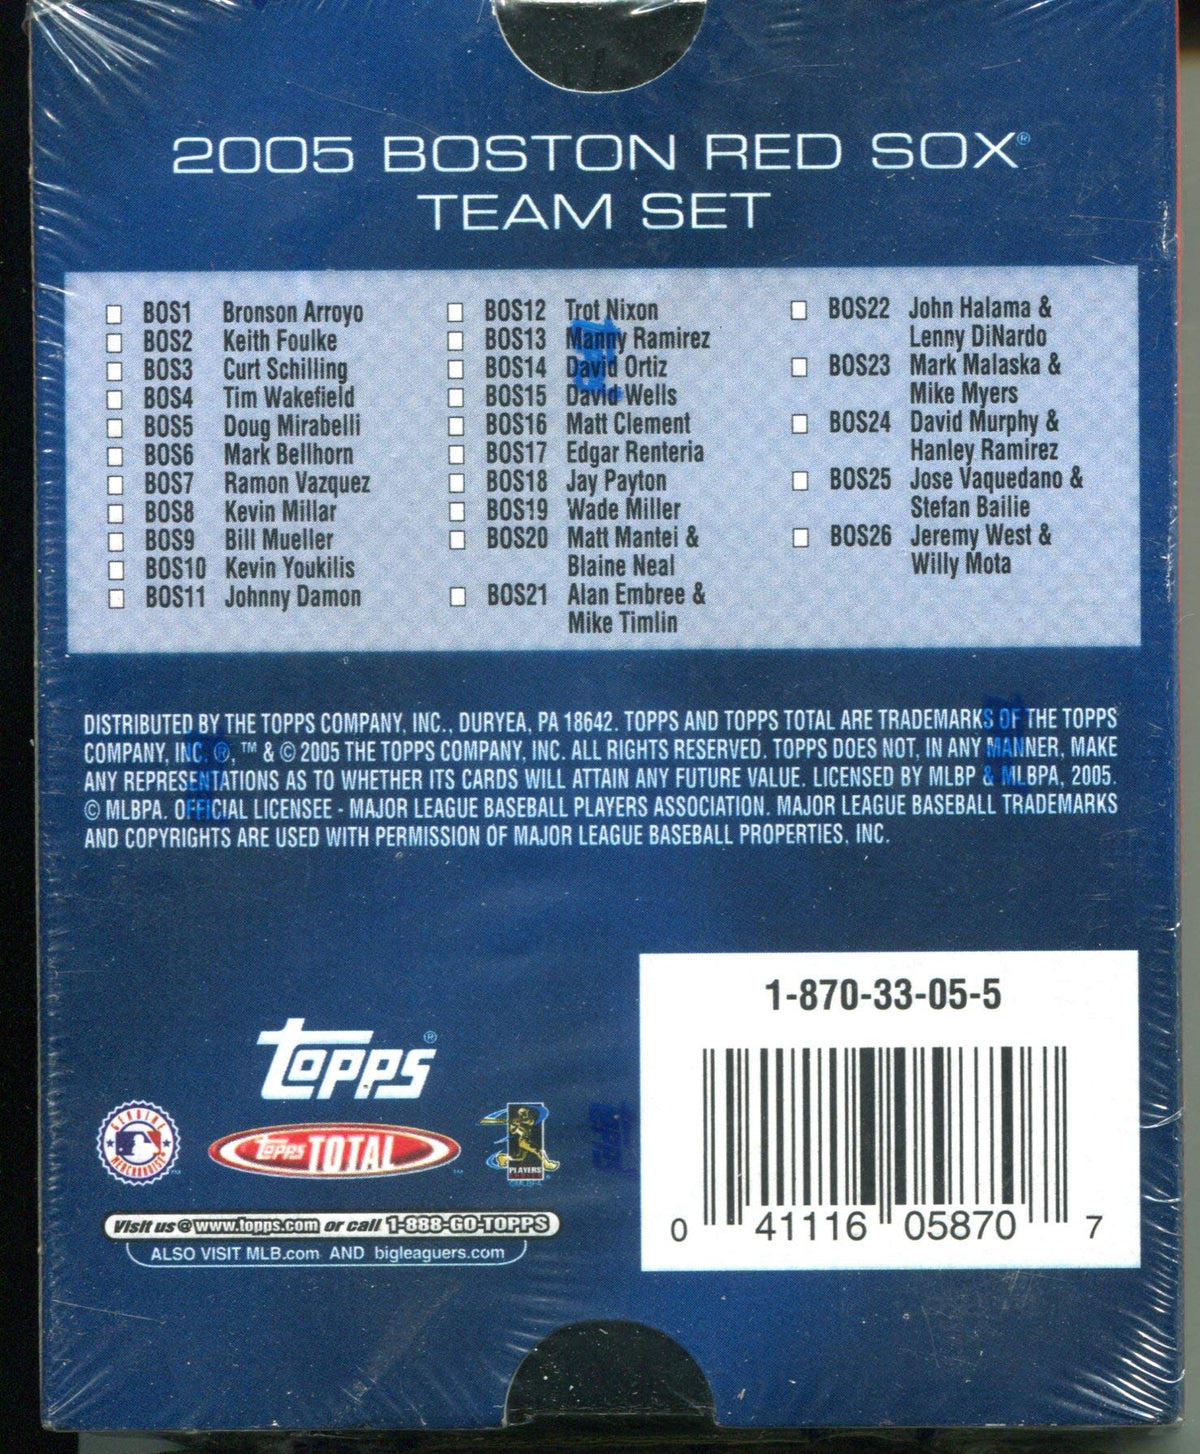 2005 BOSTON RED SOX®
TEAM SET
BOS1 Bronson Arroyo
BOS2 Keith Foulke
BOS3 Curt Schilling
BOS4 Tim Wakefield
BOS5 Doug Mirabelli
BOS6 Mark Bellhorn
BOS7 Ramon Vazquez
BOS8 Kevin Millar
BOS9 Bill Mueller
BOS10 Kevin Youkilis
BOS11 Johnny Damon
BOS12 Trot Nixon
BOS13 Manny Ramirez
BOS14 David Ortiz
BOS15 David Wells
BOS16 Matt Clement
BOS17 Edgar Renteria
BOS18 Jay Payton
BOS19 Wade Miller
BOS20 Matt Mantei &
Blaine Neal
BOS21 Alan Embree &
Mike Timlin
BOS22 John Halama &
Lenny DiNardo
BOS23 Mark Malaska &
Mike Myers
BOS24 David Murphy &
Hanley Ramirez
BOS25 Jose Vaquedano &
Stefan Bailie
BOS26 Jeremy West &
Willy Mota
DISTRIBUTED BY THE TOPPS COMPANY, INC., DURYEA, PA 18642. TOPPS AND TOPPS TOTAL ARE TRADEMARKS OF THE TOPPS
COMPANY, INC. ®, ™ & © 2005 THE TOPPS COMPANY, INC. ALL RIGHTS RESERVED. TOPPS DOES NOT, IN ANY MANNER, MAKE
ANY REPRESENTATIONS AS TO WHETHER ITS CARDS WILL ATTAIN ANY FUTURE VALUE. LICENSED BY MLBP & MLBPA, 2005.
© MLBPA. OFFICIAL LICENSEE - MAJOR LEAGUE BASEBALL PLAYERS ASSOCIATION. MAJOR LEAGUE BASEBALL TRADEMARKS
AND COPYRIGHTS ARE USED WITH PERMISSION OF MAJOR LEAGUE BASEBALL PROPERTIES, INC.
1-870-33-05-5
Topps®
GENUINE
MERCHANDISE
Topps TOTAL
PLAYERS
Visit us @ www.topps.com or call 1-888-GO-TOPPS
ALSO VISIT MLB.com AND bigleaguers.com
0 41116 05870 7